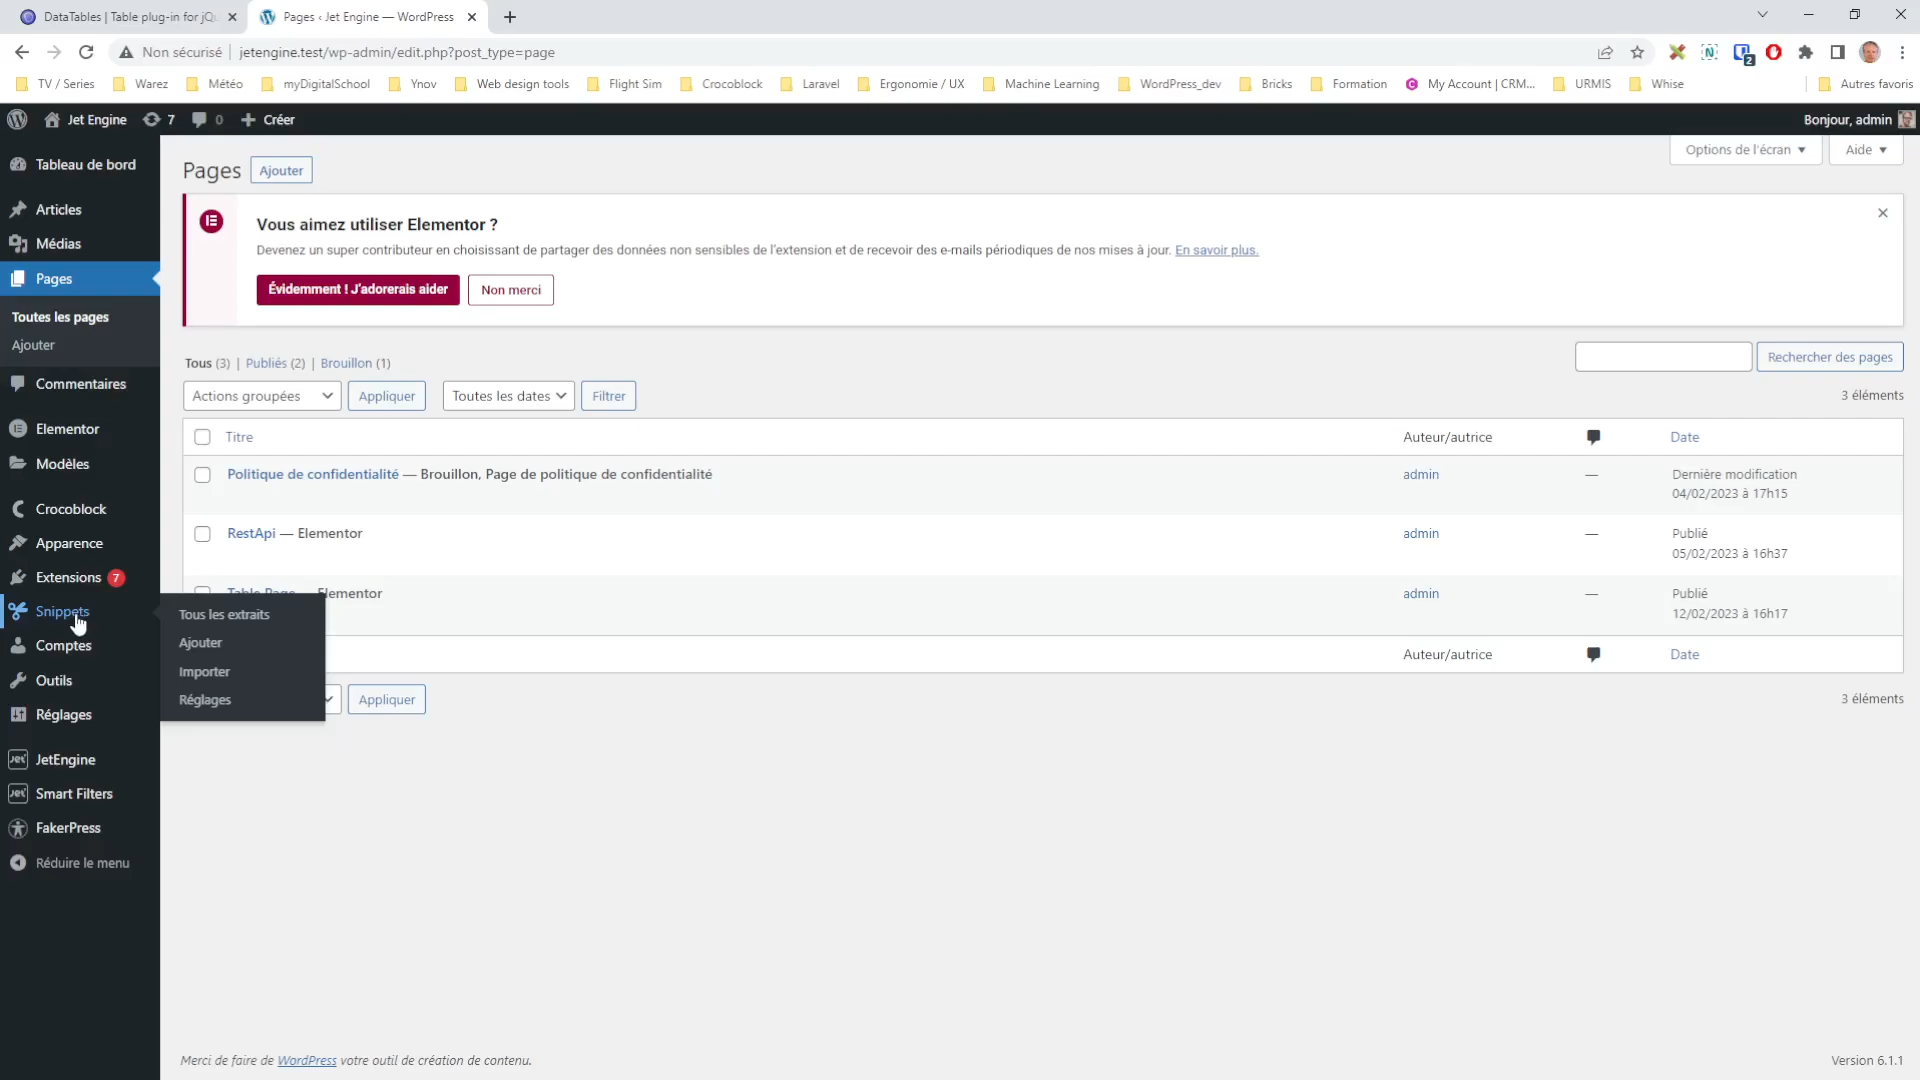 DataTables | Table plug-in for jQu
Pages ‹ Jet Engine — WordPress
Non sécurisé
jetengine.test/wp-admin/edit.php?post_type=page
2
TV / Series
Warez
Météo
myDigitalSchool
Ynov
Web design tools
Flight Sim
Crocoblock
Laravel
Ergonomie / UX
Machine Learning
WordPress_dev
Bricks
Formation
My Account | CRM...
URMIS
Whise
Autres favoris
Jet Engine
7
0
Créer
Bonjour, admin
Tableau de bord
Articles
Médias
Pages
Toutes les pages
Ajouter
Commentaires
Elementor
Modèles
Crocoblock
Apparence
Extensions 7
Snippets
Comptes
Outils
Réglages
JetEngine
Smart Filters
FakerPress
Réduire le menu
Tous les extraits
Ajouter
Importer
Réglages
Pages
Ajouter
Options de l'écran
Aide
Vous aimez utiliser Elementor ?
Devenez un super contributeur en choisissant de partager des données non sensibles de l'extension et de recevoir des e-mails périodiques de nos mises à jour. En savoir plus.
Évidemment ! J'adorerais aider
Non merci
Tous (3) | Publiés (2) | Brouillon (1)
Rechercher des pages
Actions groupées
Appliquer
Toutes les dates
Filtrer
3 éléments
Titre
Auteur/autrice
Date
Politique de confidentialité — Brouillon, Page de politique de confidentialité
admin
—
Dernière modification
04/02/2023 à 17h15
RestApi — Elementor
admin
—
Publié
05/02/2023 à 16h37
Table Page — Elementor
admin
—
Publié
12/02/2023 à 16h17
Auteur/autrice
Date
Appliquer
3 éléments
Merci de faire de WordPress votre outil de création de contenu.
Version 6.1.1